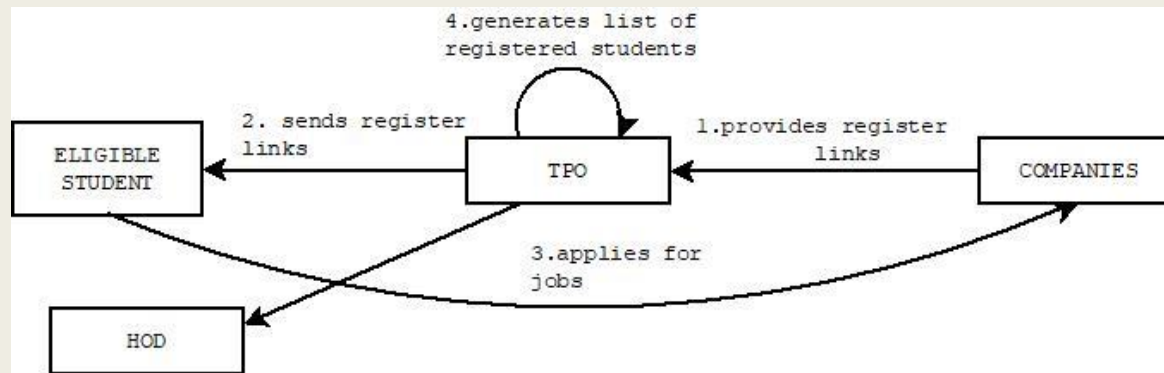 4.generates list of
registered students
2. sends register
links
1.provides register
links
ELIGIBLE
STUDENT
TPO
COMPANIES
3.applies for
jobs
HOD